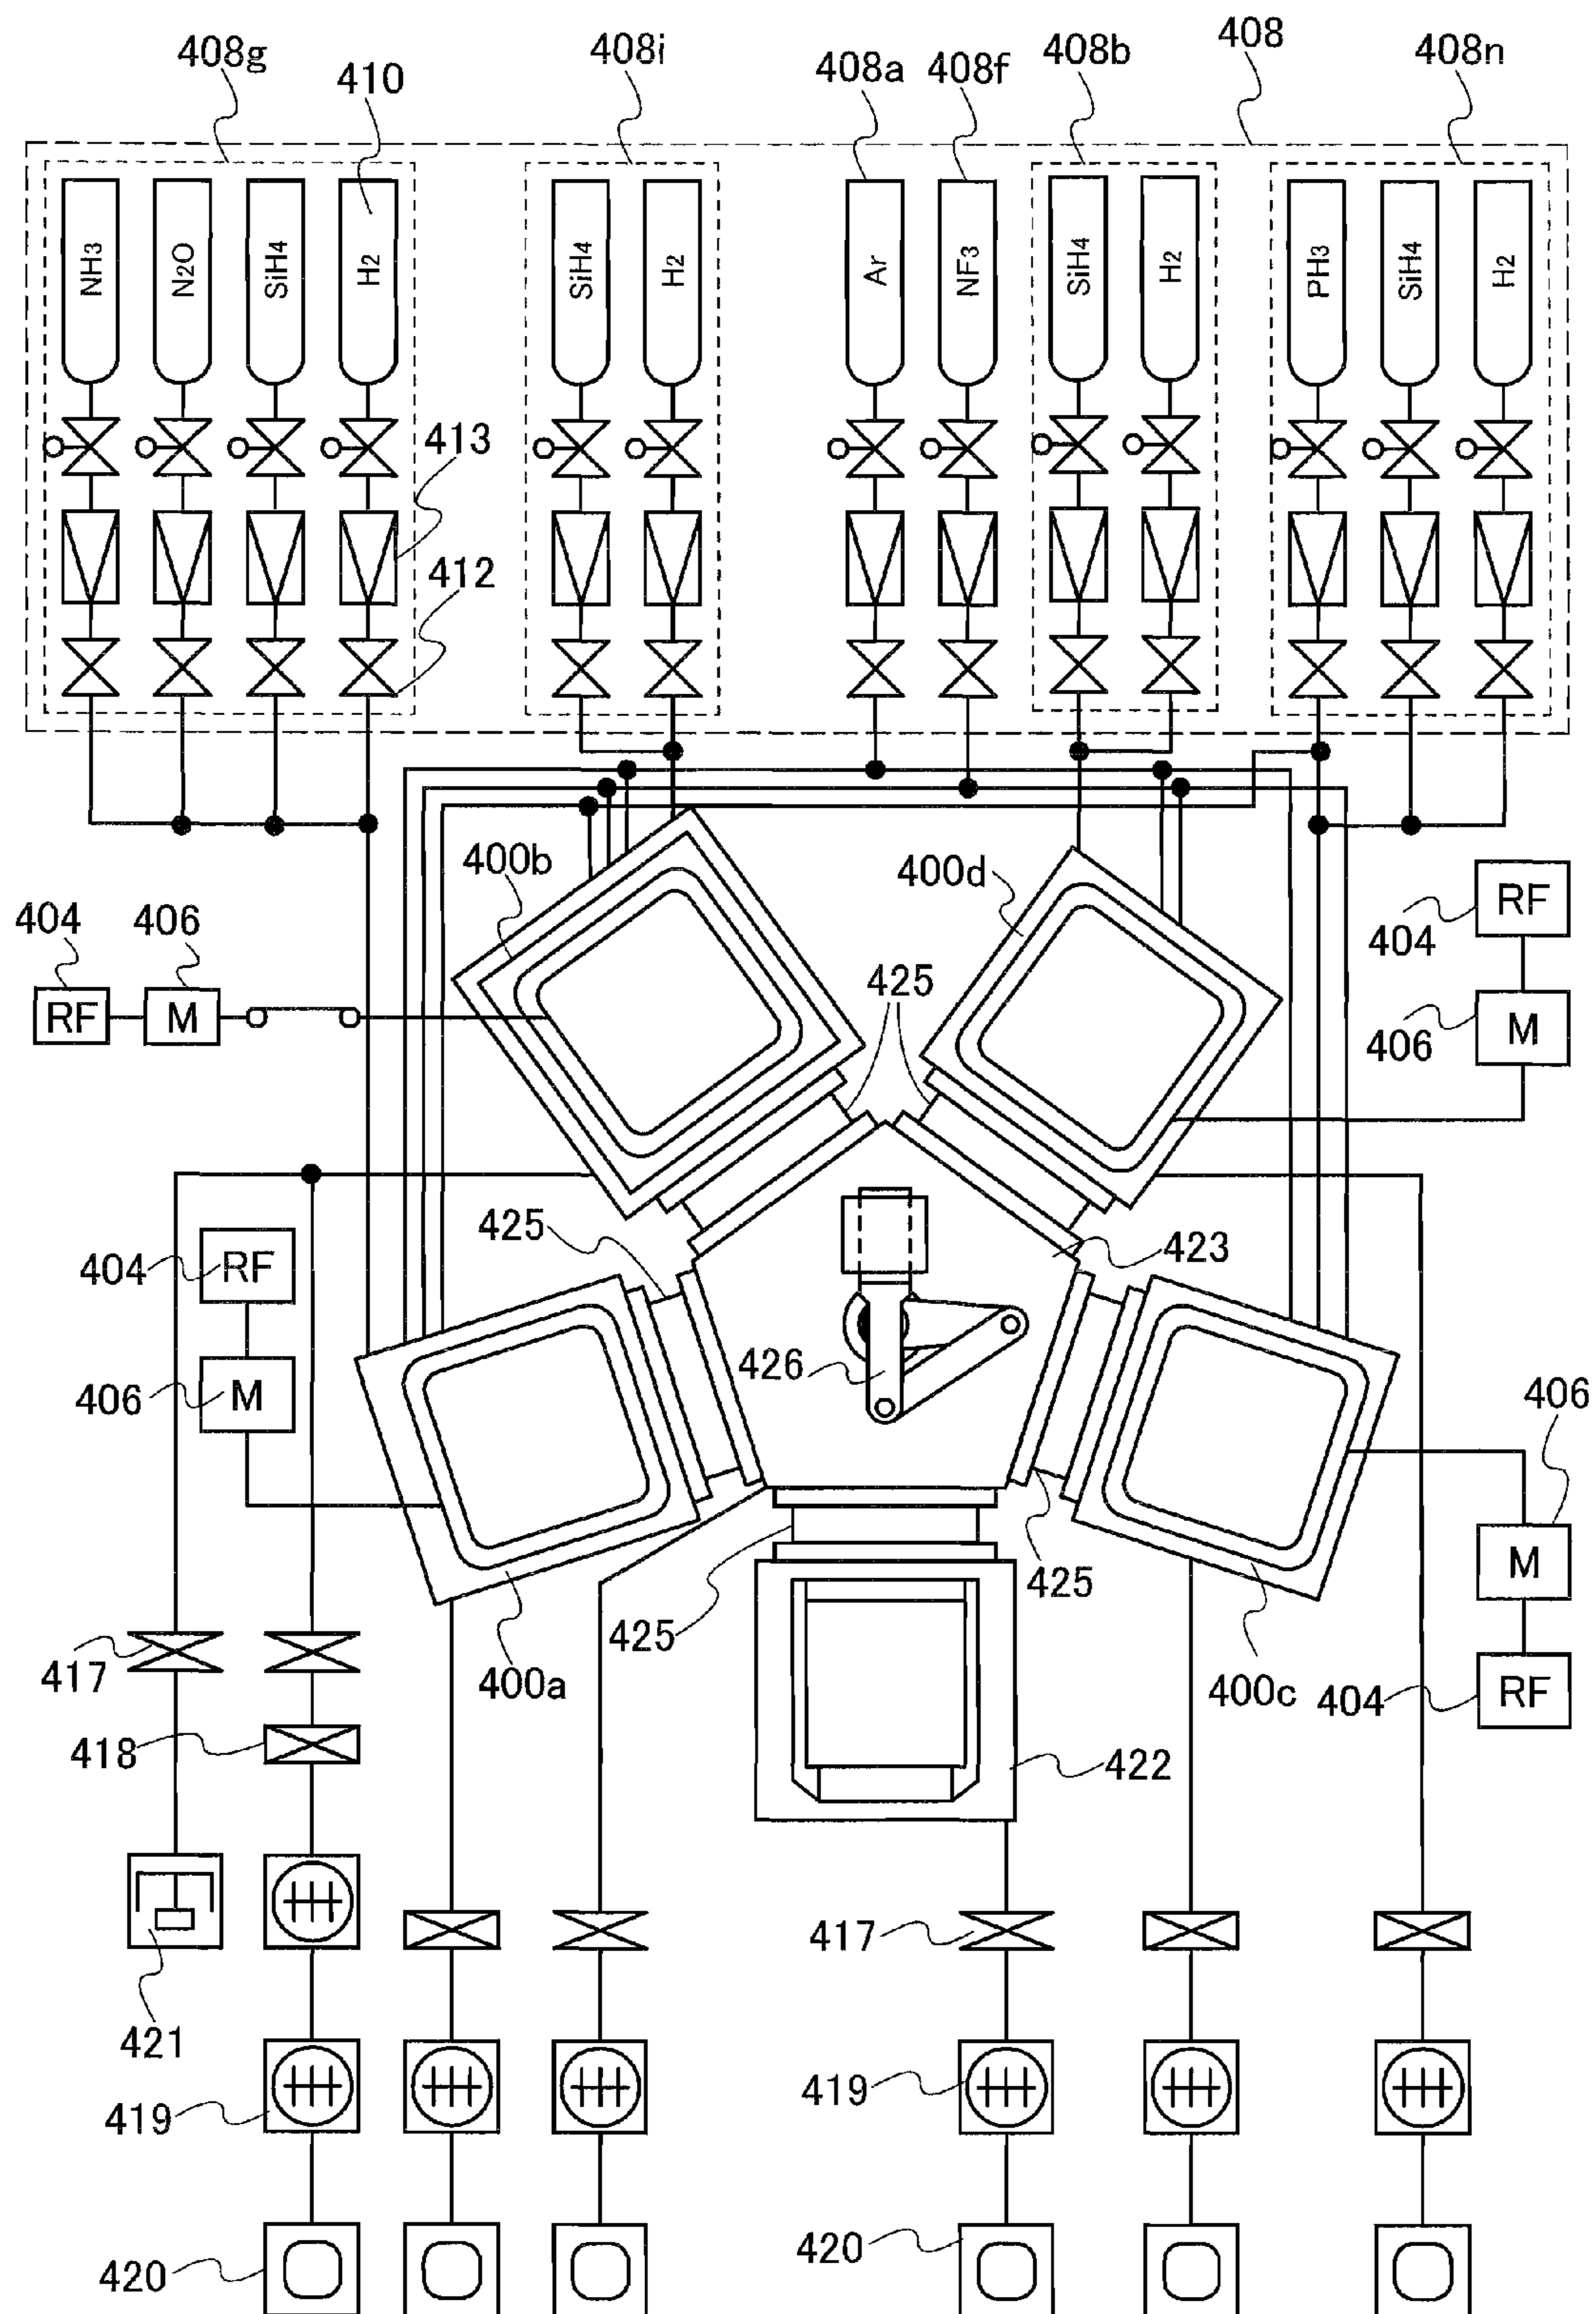 408g 408i 408a 408f 408b 408 408n
410
NH3 N2O SiH4 H2 SiH4 H2 Ar NF3 SiH4 H2 PH3 SiH4 H2
413
412
400b 400d
404 406 425 RF
404
RF M M
406
425 423
404 RF
426
406 M 406
M
425
425
417 400a 400c 404 RF
418 422
417
421
419 419
420 420